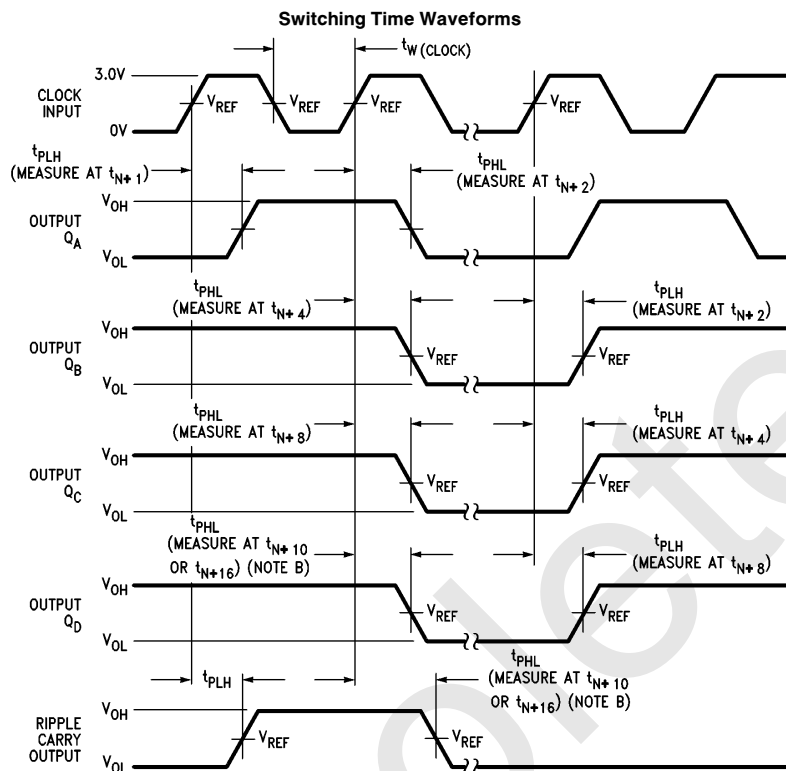 Switching Time Waveforms
tW (CLOCK)
3.0V
CLOCK
INPUT
VREF
VREF
VREF
VREF
0V
tPLH
(MEASURE AT tN+1)
tPHL
(MEASURE AT tN+2)
VOH
OUTPUT
QA
VOL
tPHL
(MEASURE AT tN+4)
tPLH
(MEASURE AT tN+2)
VOH
OUTPUT
QB
VREF
VREF
VOL
tPHL
(MEASURE AT tN+8)
tPLH
(MEASURE AT tN+4)
VOH
OUTPUT
QC
VREF
VREF
VOL
tPHL
(MEASURE AT tN+10
OR tN+16) (NOTE B)
tPLH
(MEASURE AT tN+8)
VOH
OUTPUT
QD
VREF
VREF
VOL
tPLH
tPHL
(MEASURE AT tN+10
OR tN+16) (NOTE B)
VOH
RIPPLE
CARRY
OUTPUT
VREF
VREF
VOL
olete